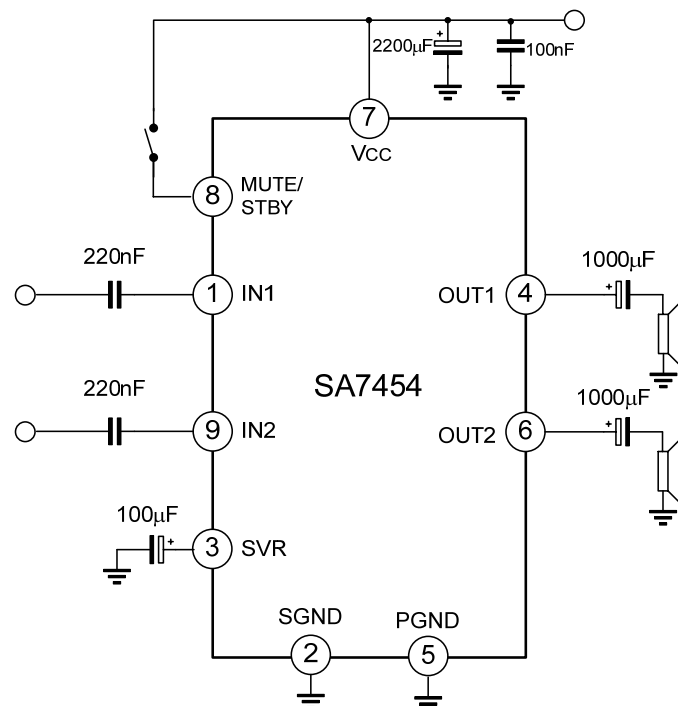 2200μF
100nF
7
VCC
8
MUTE/
STBY
220nF
1000μF
1
IN1
OUT1
4
SA7454
220nF
1000μF
9
IN2
OUT2
6
100μF
3
SVR
SGND
PGND
2
5